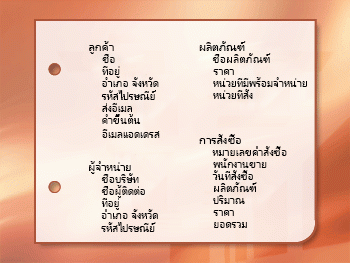 ลูกค้า
ชื่อ
ที่อยู่
อำเภอ จังหวัด
รหัสไปรษณีย์
ส่งอีเมล
คำขึ้นต้น
อีเมลแอดเดรส
ผู้จำหน่าย
ชื่อบริษัท
ชื่อผู้ติดต่อ
ที่อยู่
อำเภอ จังหวัด
รหัสไปรษณีย์
ผลิตภัณฑ์
ชื่อผลิตภัณฑ์
ราคา
หน่วยที่มีพร้อมจำหน่าย
หน่วยที่สั่ง
การสั่งซื้อ
หมายเลขคำสั่งซื้อ
พนักงานขาย
วันที่สั่งซื้อ
ผลิตภัณฑ์
ปริมาณ
ราคา
ยอดรวม